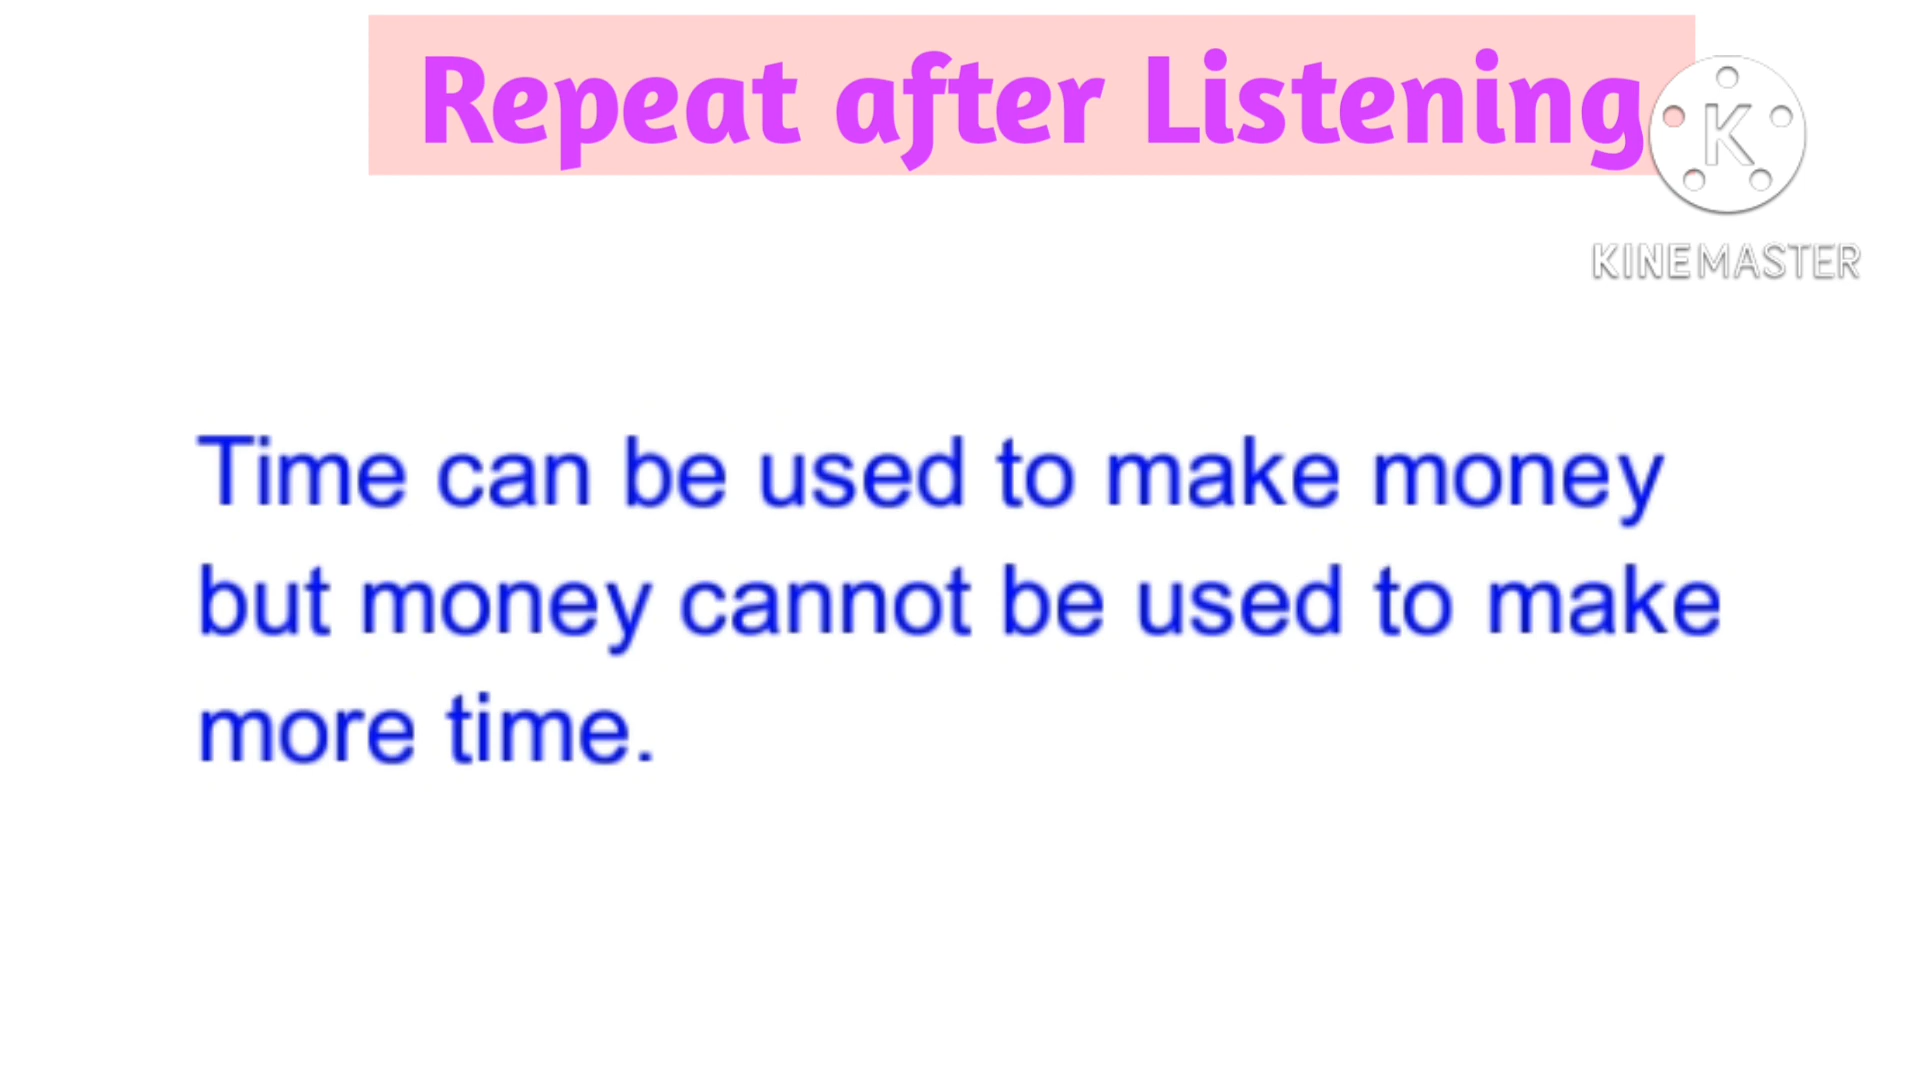 Repeat after Listening
K
KINEMASTER
Time can be used to make money
but money cannot be used to make
more time.